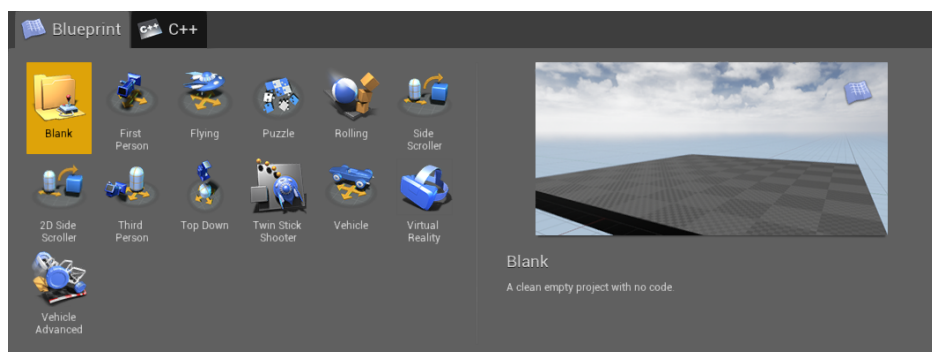 Blueprint
C++ C++
Blank
First
Person
Flying
Puzzle
Rolling
Side
Scroller
2D Side
Scroller
Third
Person
Top Down
Twin Stick
Shooter
Vehicle
Virtual
Reality
Vehicle
Advanced
Blank
A clean empty project with no code.